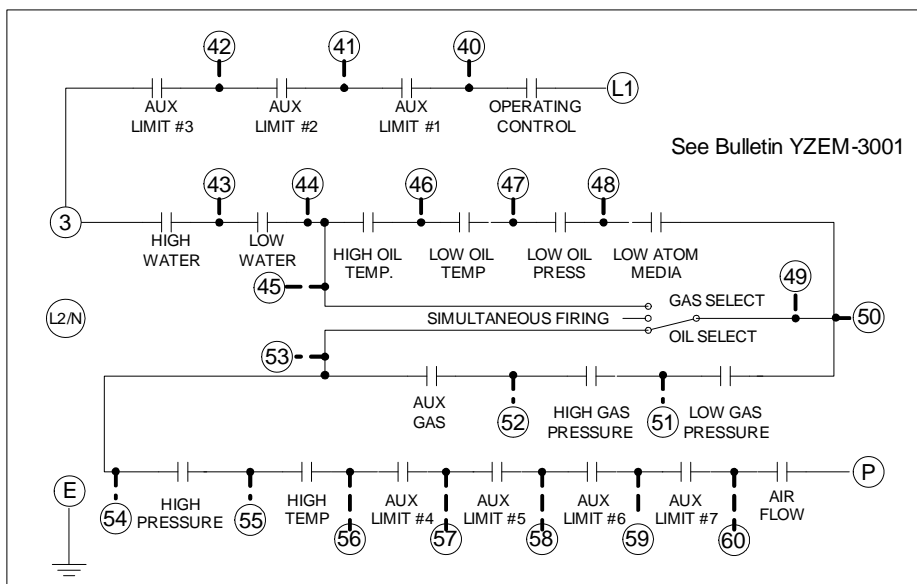 42
41
40
L1
AUX
LIMIT #3
AUX
LIMIT #2
AUX
LIMIT #1
OPERATING
CONTROL
See Bulletin YZEM-3001
43
44
46
47
48
3
HIGH
WATER
LOW
WATER
HIGH OIL
TEMP.
LOW OIL
TEMP
LOW OIL
PRESS
LOW ATOM
MEDIA
45
49
GAS SELECT
L2/N
SIMULTANEOUS FIRING
50
OIL SELECT
53
AUX
GAS
52
HIGH GAS
PRESSURE
51
LOW GAS
PRESSURE
E
P
54
HIGH
PRESSURE
55
HIGH
TEMP
56
AUX
LIMIT #4
57
AUX
LIMIT #5
58
AUX
LIMIT #6
59
AUX
LIMIT #7
60
AIR
FLOW